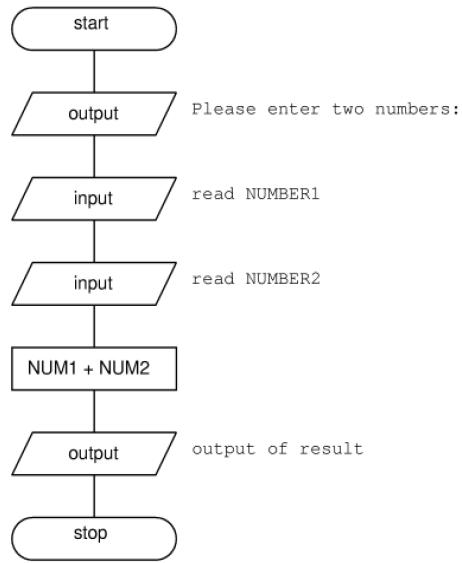 start
output Please enter two numbers:
input read NUMBER1
input read NUMBER2
NUM1 + NUM2
output output of result
stop